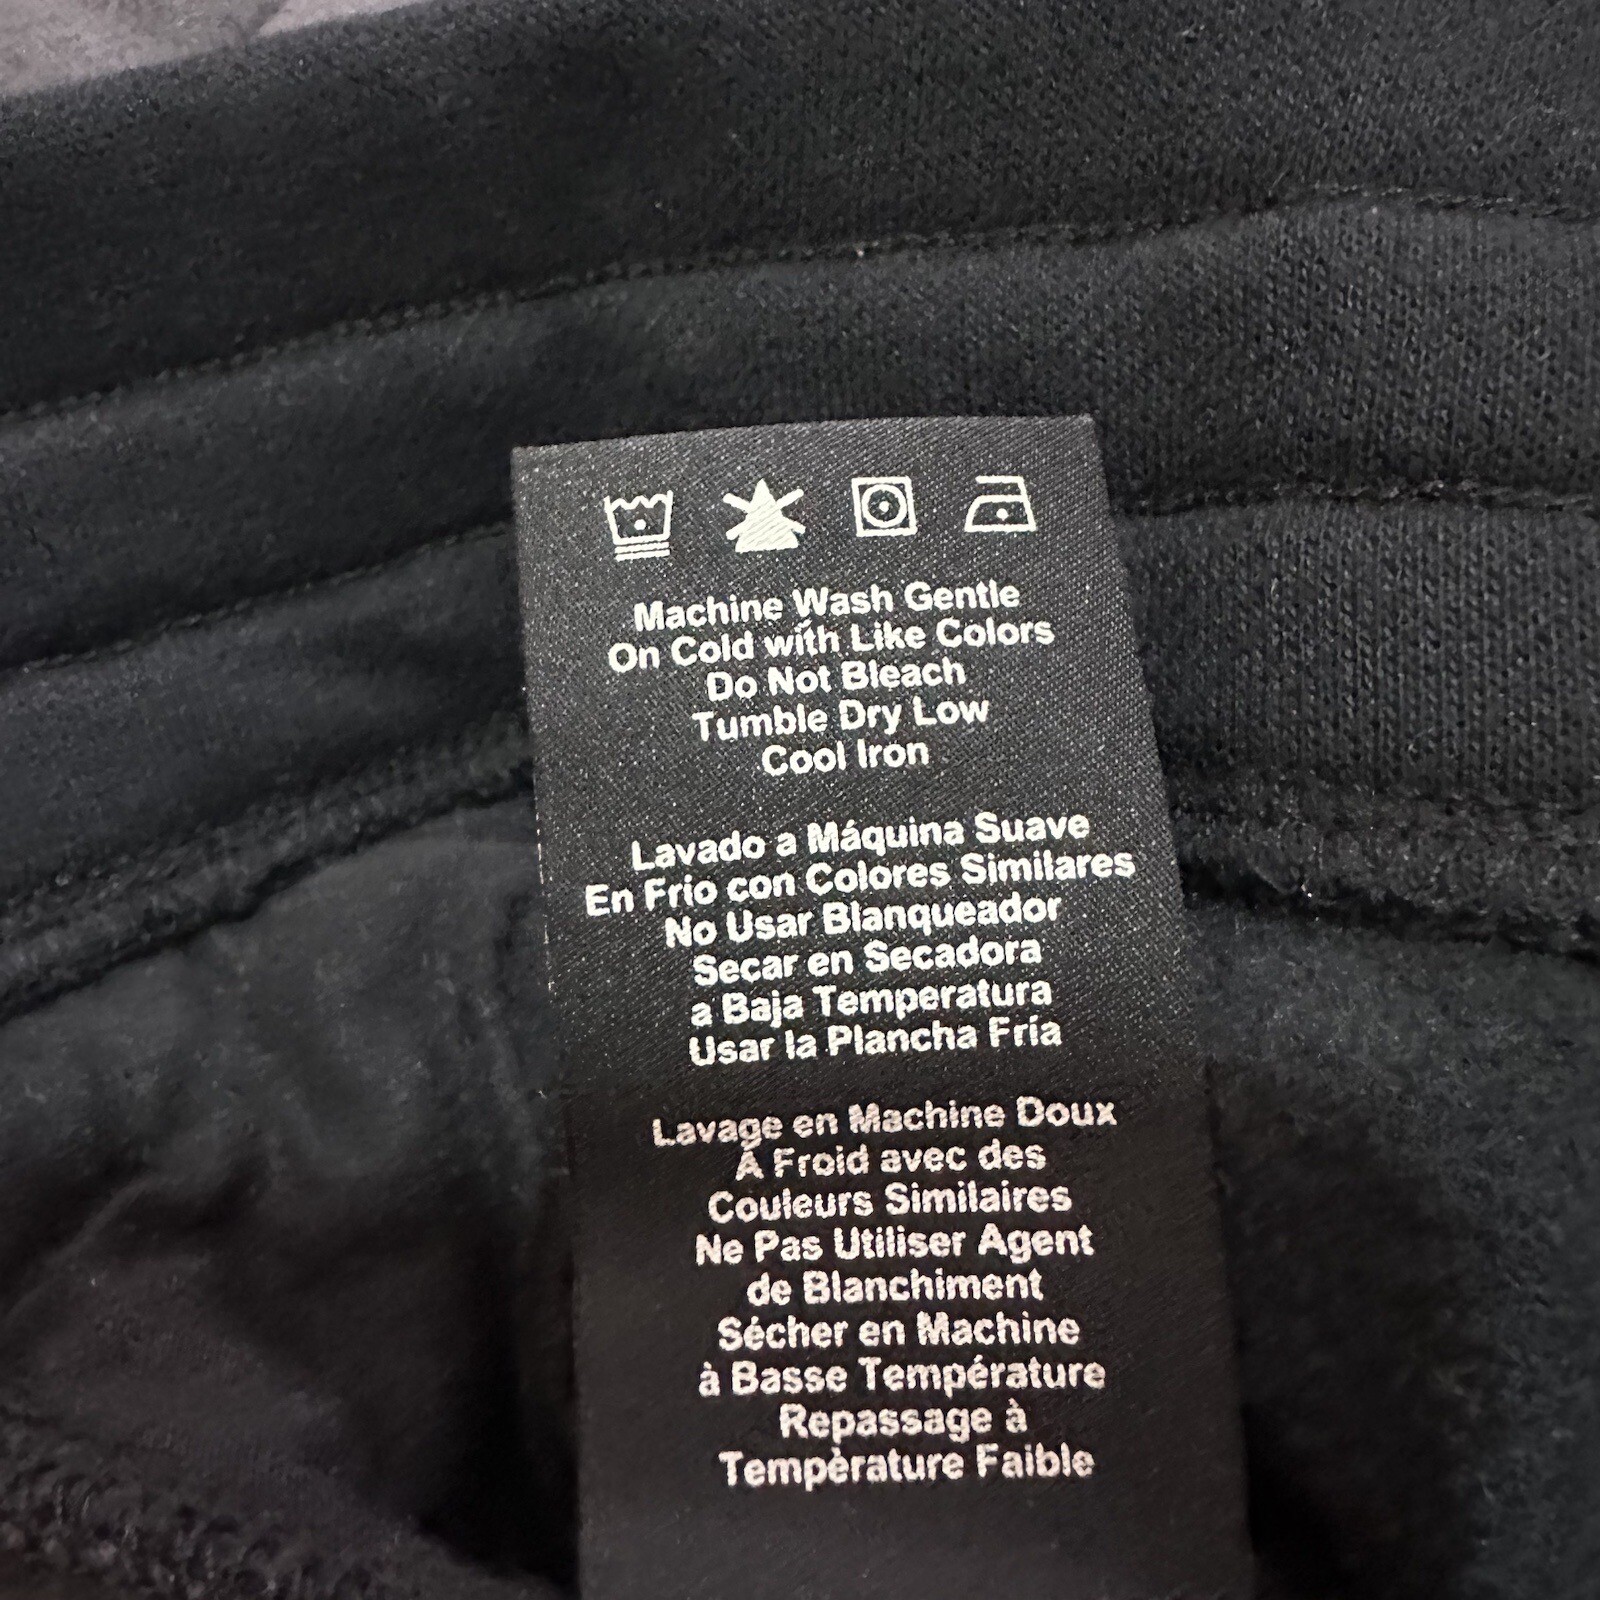 Machine Wash Gentle
On Cold with Like Colors
Do Not Bleach
Tumble Dry Low
Cool Iron
Lavado a Máquina Suave
En Frio con Colores Similares
No Usar Blanqueador
Secar en Secadora
a Baja Temperatura
Usar la Plancha Fría
Lavage en Machine Doux
À Froid avec des
Couleurs Similaires
Ne Pas Utiliser Agent
de Blanchiment
Sécher en Machine
à Basse Température
Repassage à
Température Faible